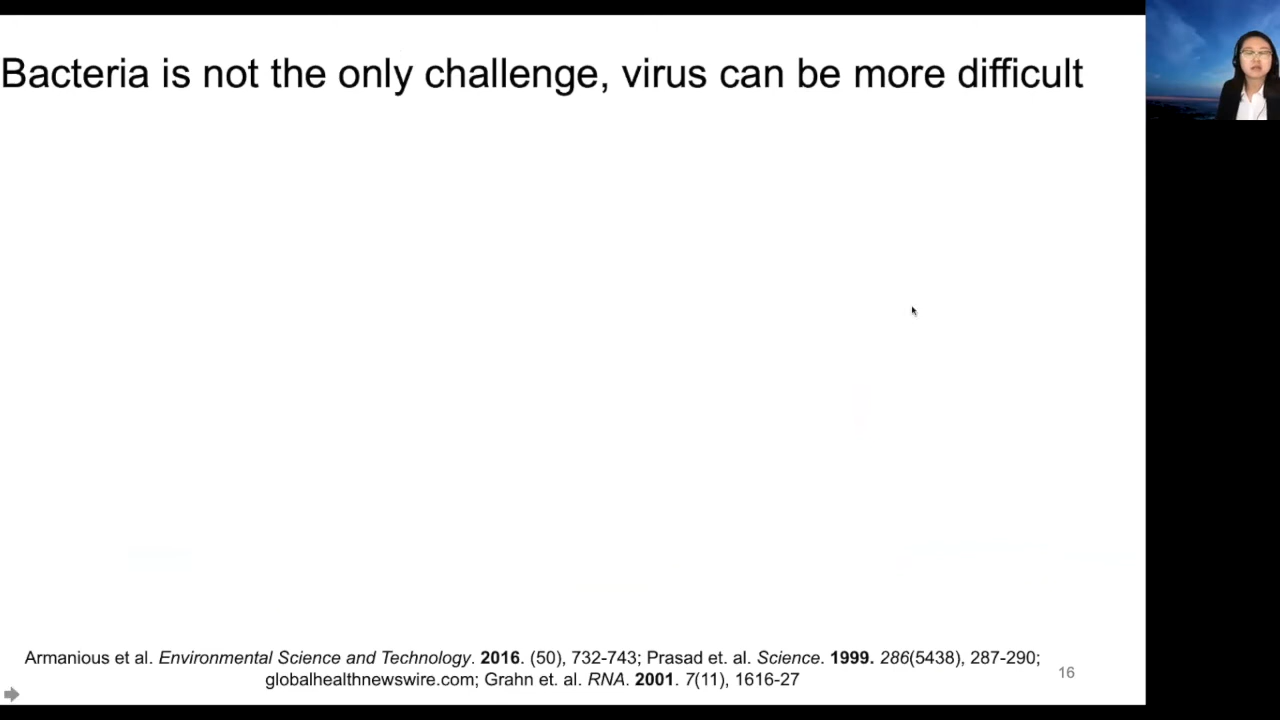 Bacteria is not the only challenge, virus can be more difficult
Armanious et al. Environmental Science and Technology. 2016. (50), 732-743; Prasad et. al. Science. 1999. 286(5438), 287-290;
globalhealthnewswire.com; Grahn et. al. RNA. 2001. 7(11), 1616-27
16